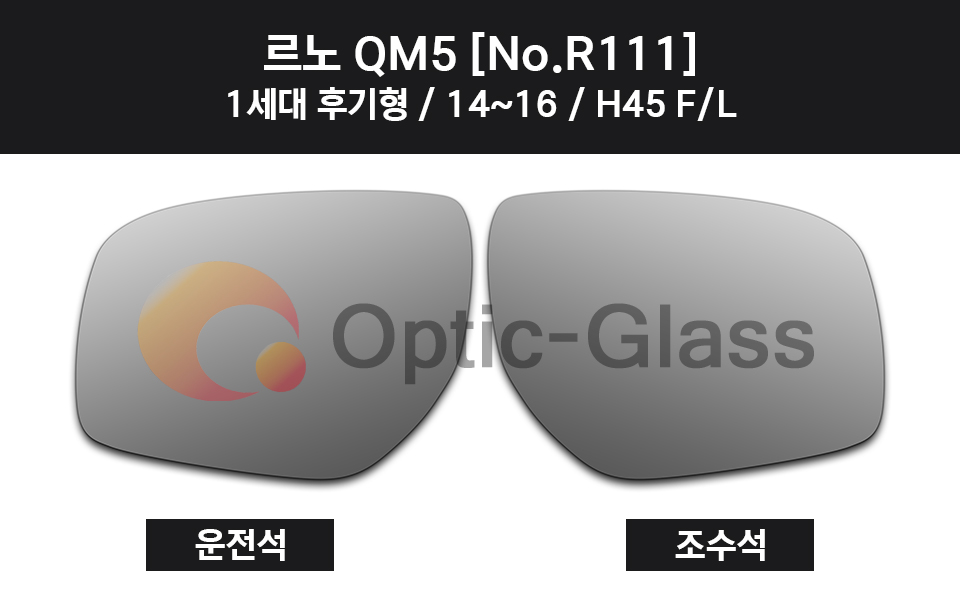 르노 QM5 [No.R111]
1세대 후기형 / 14~16 / H45 F/L
Optic-Glass
운전석
조수석